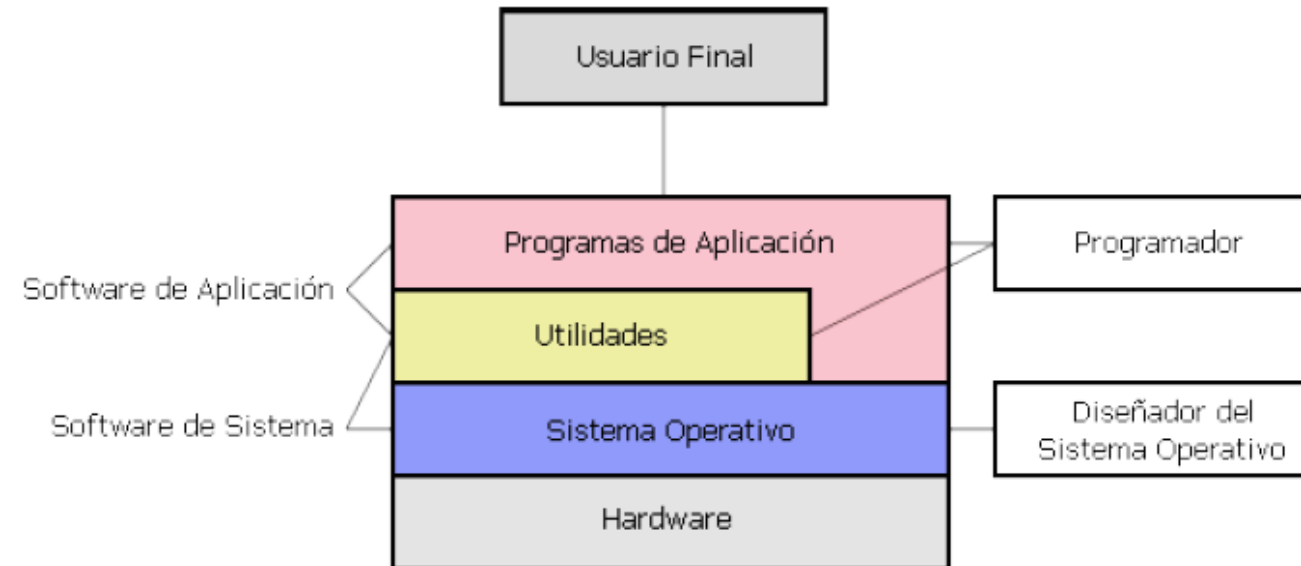 Usuario Final
Programas de Aplicación
Programador
Software de Aplicación
Utilidades
Software de Sistema
Sistema Operativo
Diseñador del
Sistema Operativo
Hardware